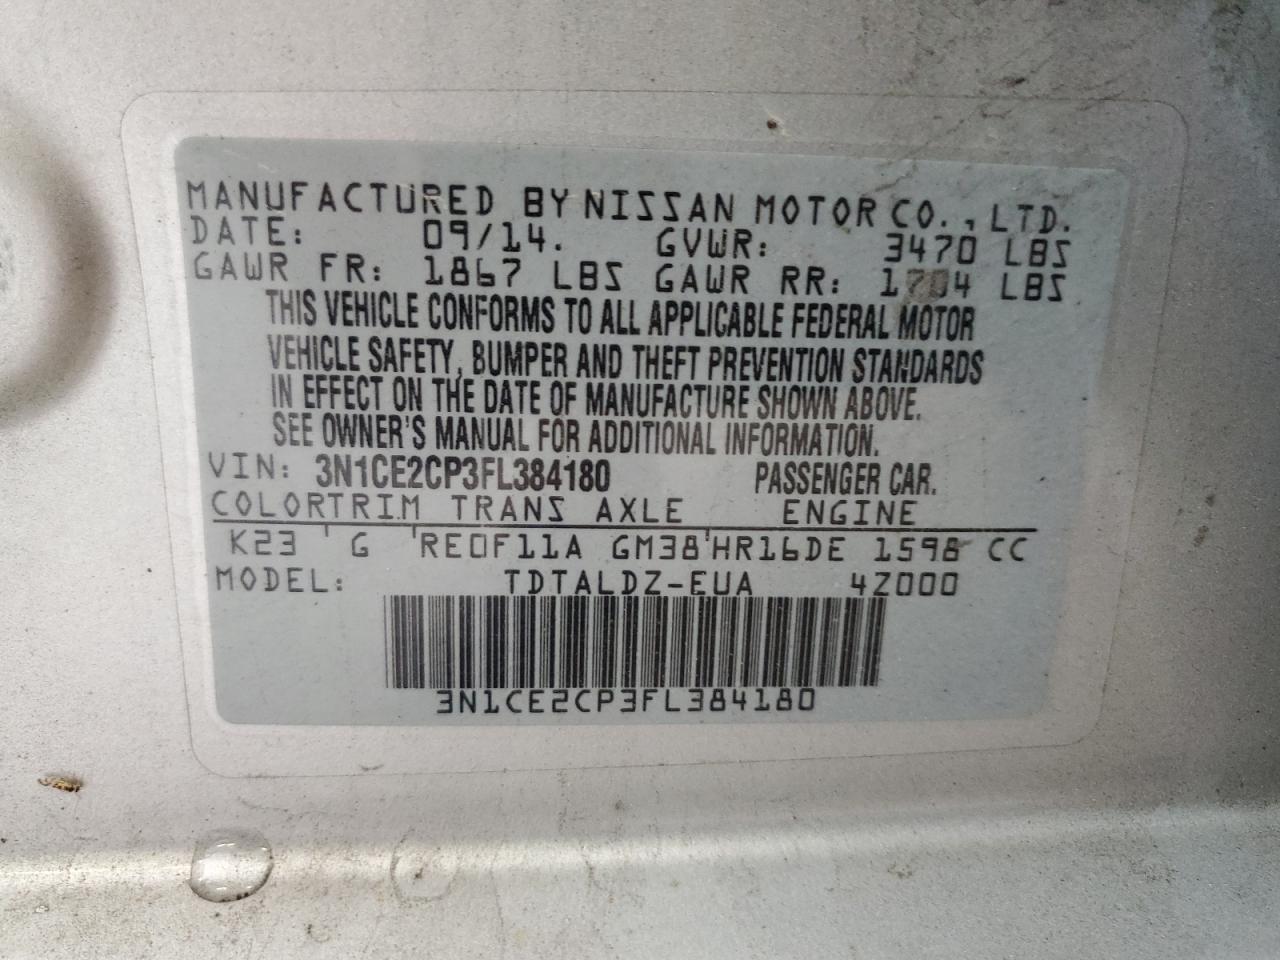 MANUFACTURED BY NISSAN MOTOR CO., LTD.
DATE: 09/14. GVWR: 3470 LBS
GAWR FR: 1867 LBS GAWR RR: LBS
THIS VEHICLE CONFORMS TO ALL APPLICABLE FEDERAL MOTOR
VEHICLE SAFETY, BUMPER AND THEFT PREVENTION STANDARDS
IN EFFECT ON THE DATE OF MANUFACTURE SHOWN ABOVE.
SEE OWNER'S MANUAL FOR ADDITIONAL INFORMATION.
VIN: 3N1CE2CP3FL384180 PASSENGER CAR.
COLORTRIM TRANS AXLE ENGINE
K23 ' G ' RE0F11A GM38'HR16DE 1598 CC
MODEL: TDTALDZ-EUA 4Z000
3N1CE2CP3FL384180